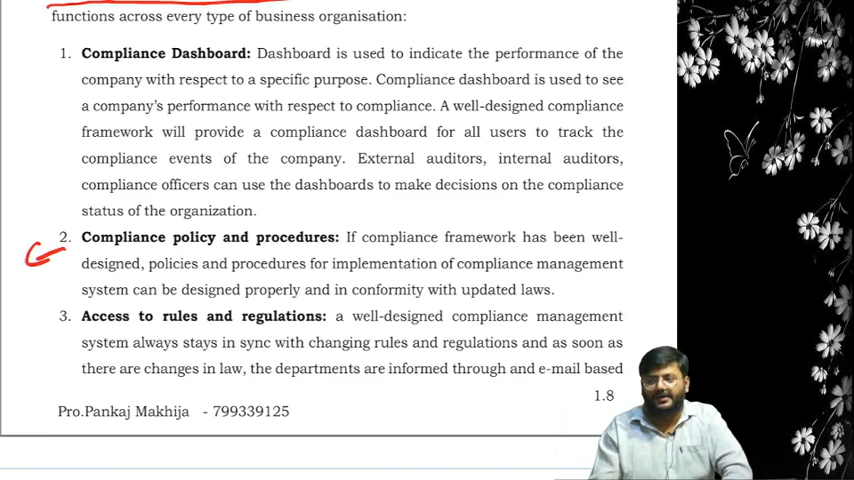 functions across every type of business organisation:
1. Compliance Dashboard: Dashboard is used to indicate the performance of the
company with respect to a specific purpose. Compliance dashboard is used to see
a company's performance with respect to compliance. A well-designed compliance
framework will provide a compliance dashboard for all users to track the
compliance events of the company. External auditors, internal auditors,
compliance officers can use the dashboards to make decisions on the compliance
status of the organization.
2. Compliance policy and procedures: If compliance framework has been well-
designed, policies and procedures for implementation of compliance management
system can be designed properly and in conformity with updated laws.
3. Access to rules and regulations: a well-designed compliance management
system always stays in sync with changing rules and regulations and as soon as
there are changes in law, the departments are informed through and e-mail based
1.8
Pro.Pankaj Makhija - 799339125